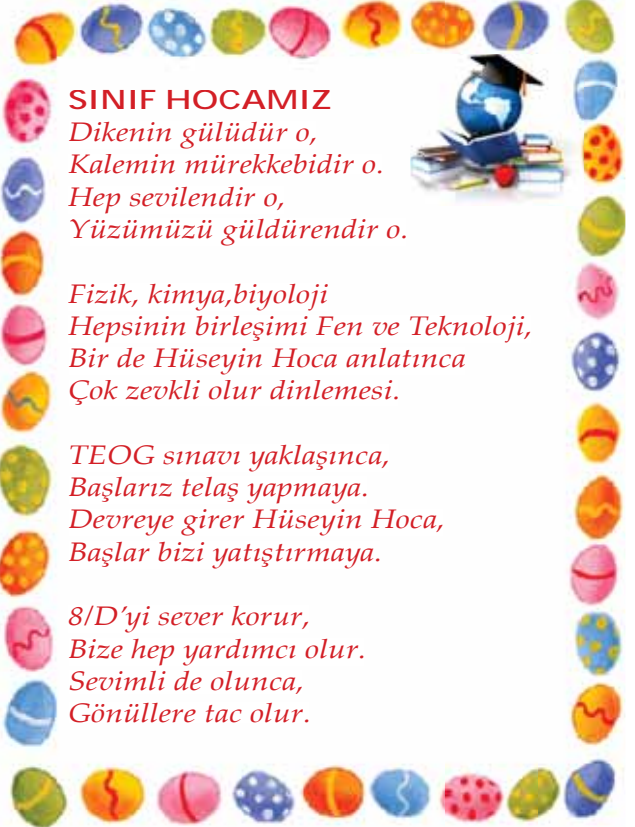 SINIF HOCAMIZ
Dikenin gülüdür o,
Kalemin mürekkebidir o.
Hep sevilendir o,
Yüzümüzü güldürendir o.
Fizik, kimya,biyoloji
Hepsinin birleşimi Fen ve Teknoloji,
Bir de Hüseyin Hoca anlatınca
Çok zevkli olur dinlemesi.
TEOG sınavı yaklaşınca,
Başlarız telaş yapmaya.
Devreye girer Hüseyin Hoca,
Başlar bizi yatıştırmaya.
8/D’yi sever korur,
Bize hep yardımcı olur.
Sevimli de olunca,
Gönüllere tac olur.